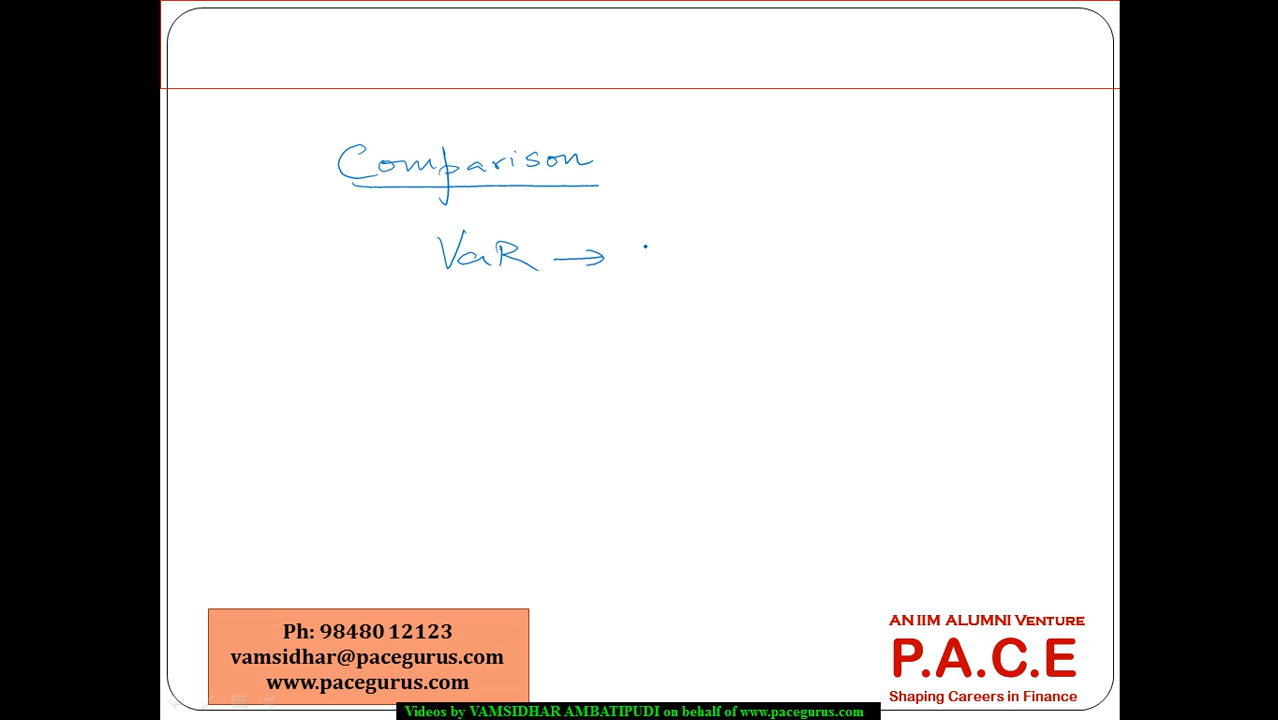 Comparison
VaR →
Ph: 98480 12123
vamsidhar@pacegurus.com
www.pacegurus.com
AN IIM ALUMNI VENTURE
P.A.C.E
Shaping Careers in Finance
Videos by VAMSIDHAR AMBATIPUDI on behalf of www.pacegurus.com